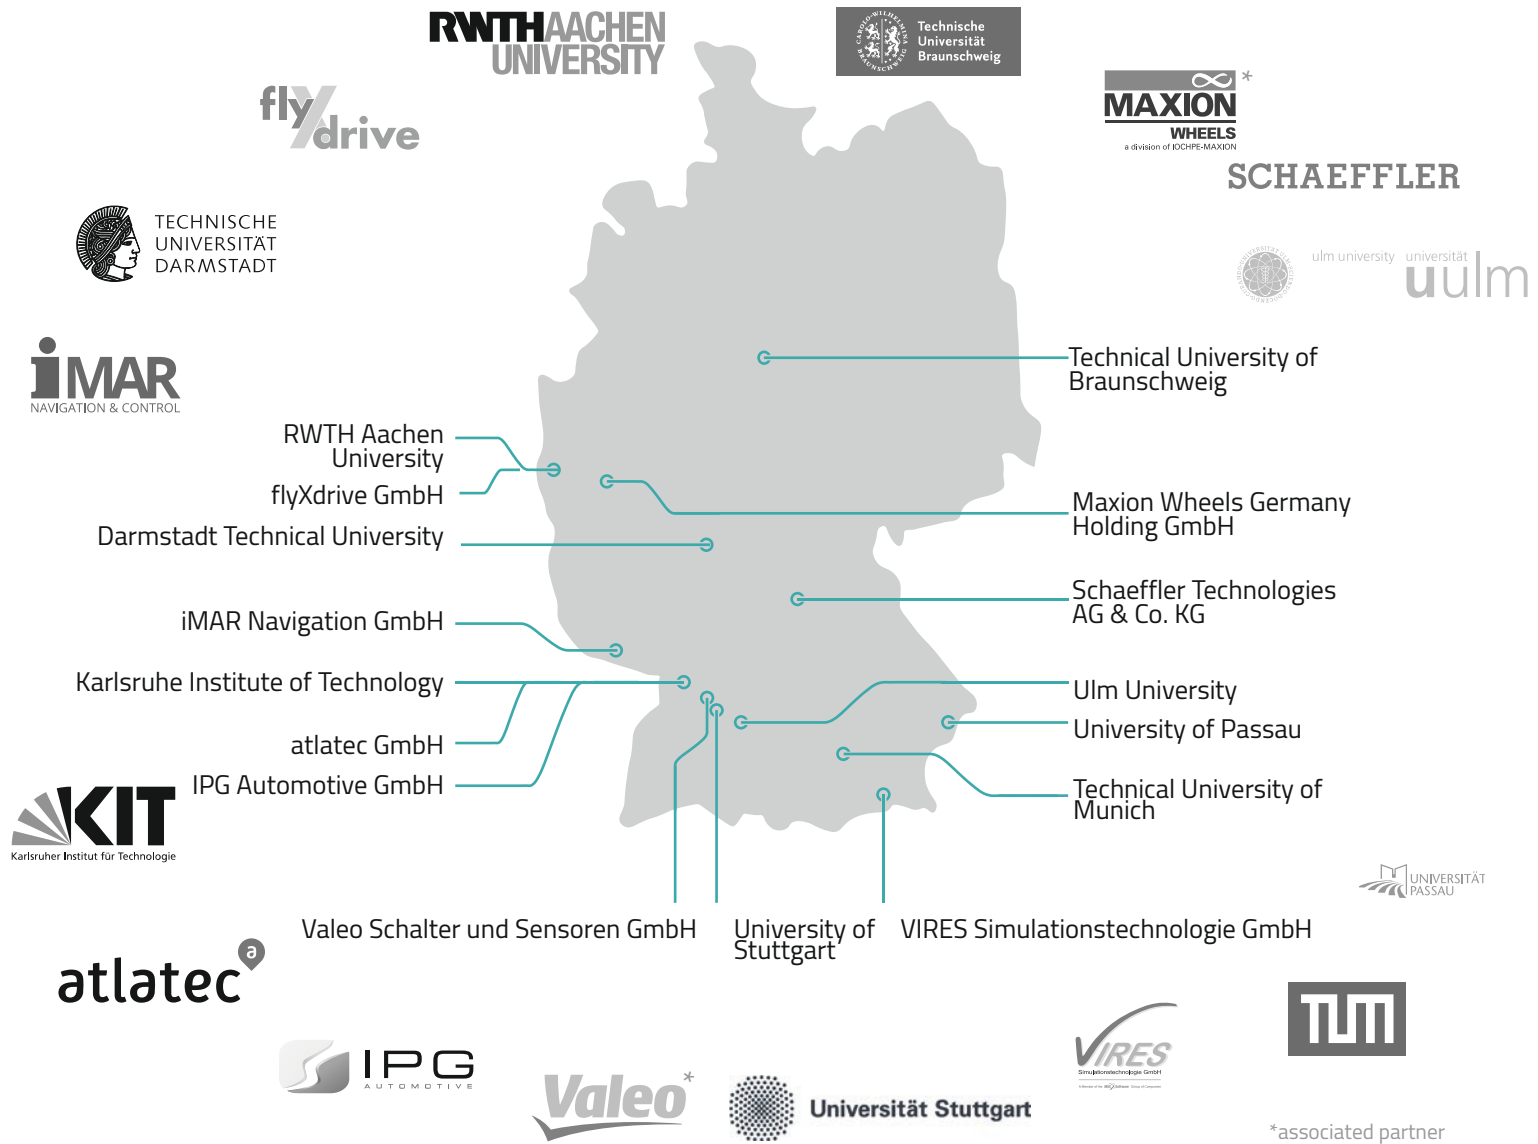 RWTHAACHEN
UNIVERSITY
Technische
Universität
Braunschweig
flyXdrive
MAXION
*
WHEELS
a division of IOCHPE-MAXION
SCHAEFFLER
TECHNISCHE
UNIVERSITÄT
DARMSTADT
ulm university universität
uulm
iMAR
NAVIGATION & CONTROL
Technical University of
Braunschweig
RWTH Aachen
University
flyXdrive GmbH
Darmstadt Technical University
Maxion Wheels Germany
Holding GmbH
Schaeffler Technologies
AG & Co. KG
iMAR Navigation GmbH
Karlsruhe Institute of Technology
atlatec GmbH
IPG Automotive GmbH
Ulm University
University of Passau
Technical University of
Munich
KIT
Karlsruher Institut für Technologie
UNIVERSITÄT
PASSAU
Valeo Schalter und Sensoren GmbH
University of
Stuttgart
VIRES Simulationstechnologie GmbH
atlatec
a
TUM
IPG
AUTOMOTIVE
Valeo
*
Universität Stuttgart
VIRES
Simulationstechnologie GmbH
*associated partner